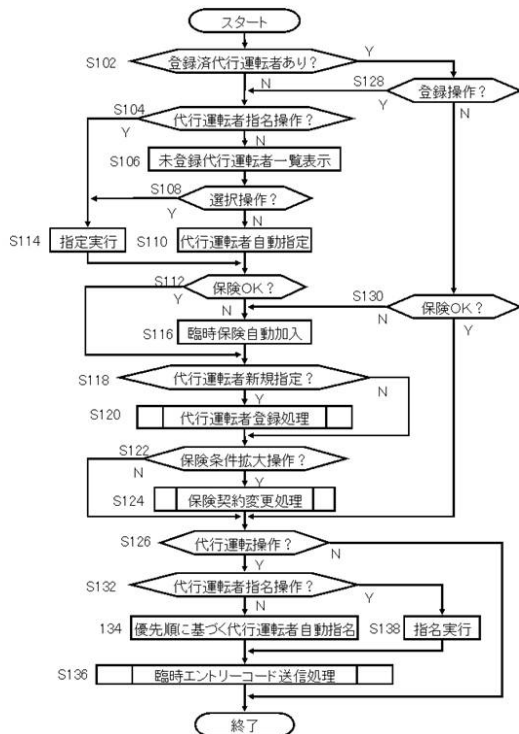 スタート
S102 登録済代行運転者あり? Y
N
S128 登録操作?
Y N
S104 代行運転者指名操作?
Y N
S106 未登録代行運転者一覧表示
S108 選択操作?
Y N
S114 指定実行 S110 代行運転者自動指定
S112 保険OK?
Y N
S130 保険OK?
N Y
S116 臨時保険自動加入
S118 代行運転者新規指定?
N
Y
S120 代行運転者登録処理
S122 保険条件拡大操作?
N Y
S124 保険契約変更処理
S126 代行運転操作?
N
Y
S132 代行運転者指名操作?
N Y
134 優先順に基づく代行運転者自動指名 S138 指名実行
S136 臨時エントリーコード送信処理
終了